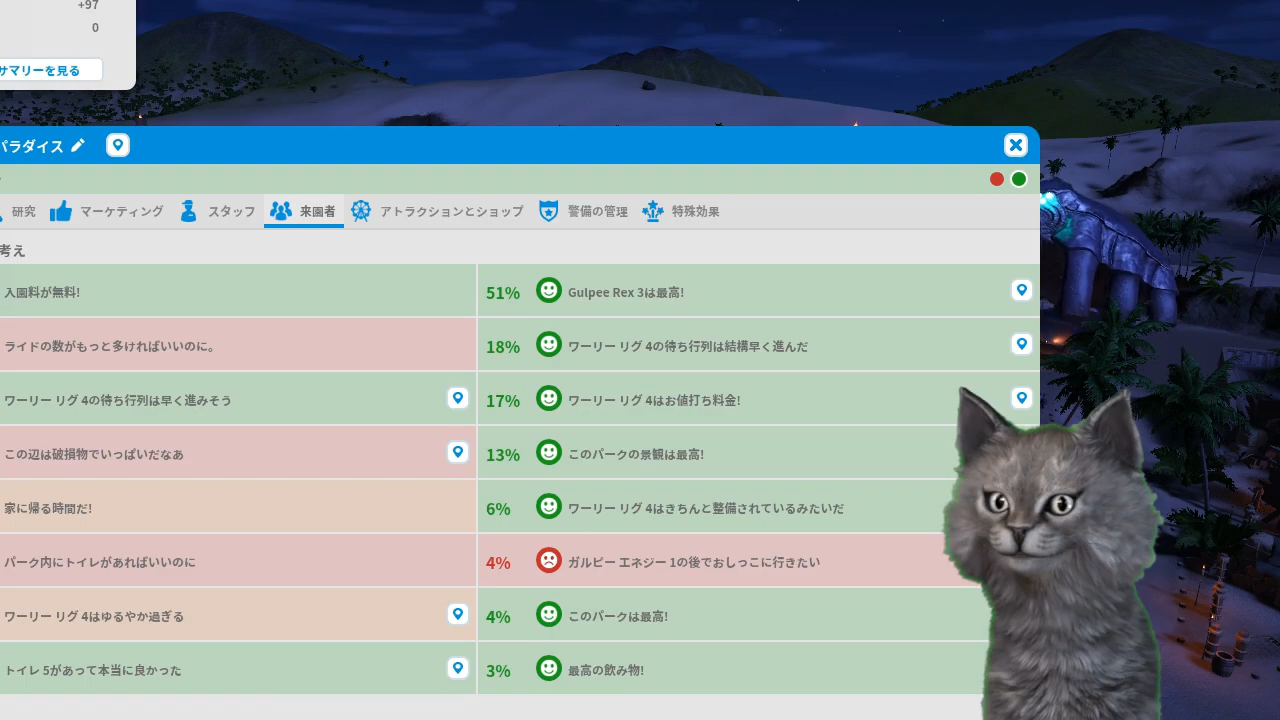 +97
0
サマリーを見る
パラダイス
研究
マーケティング
スタッフ
来園者
アトラクションとショップ
警備の管理
特殊効果
考え
入園料が無料!
51% Gulpee Rex 3は最高!
ライドの数がもっと多ければいいのに。
18% ワーリー リグ 4の待ち行列は結構早く進んだ
ワーリー リグ 4の待ち行列は早く進みそう
17% ワーリー リグ 4はお値打ち料金!
この辺は破損物でいっぱいだなあ
13% このパークの景観は最高!
家に帰る時間だ!
6% ワーリー リグ 4はきちんと整備されているみたいだ
パーク内にトイレがあればいいのに
4% ガルピー エネジー 1の後でおしっこに行きたい
ワーリー リグ 4はゆるやか過ぎる
4% このパークは最高!
トイレ 5があって本当に良かった
3% 最高の飲み物!